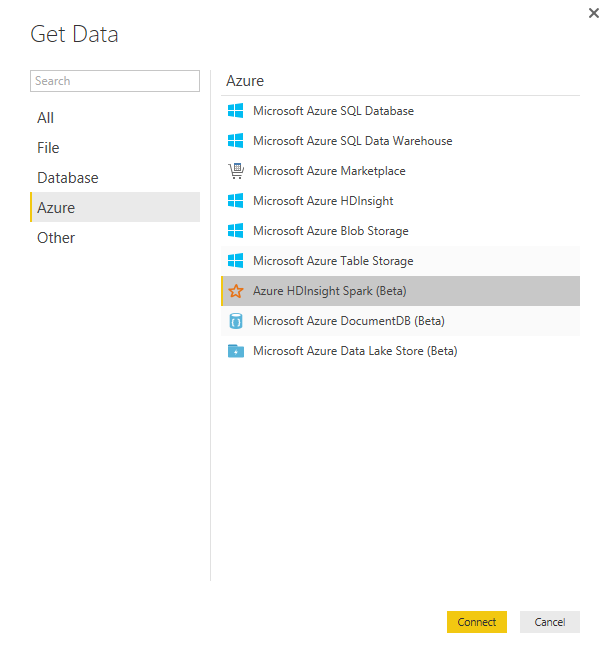 Get Data
Search
All
File
Database
Azure
Other
Azure
Microsoft Azure SQL Database
Microsoft Azure SQL Data Warehouse
Microsoft Azure Marketplace
Microsoft Azure HDInsight
Microsoft Azure Blob Storage
Microsoft Azure Table Storage
Azure HDInsight Spark (Beta)
Microsoft Azure DocumentDB (Beta)
Microsoft Azure Data Lake Store (Beta)
Connect
Cancel